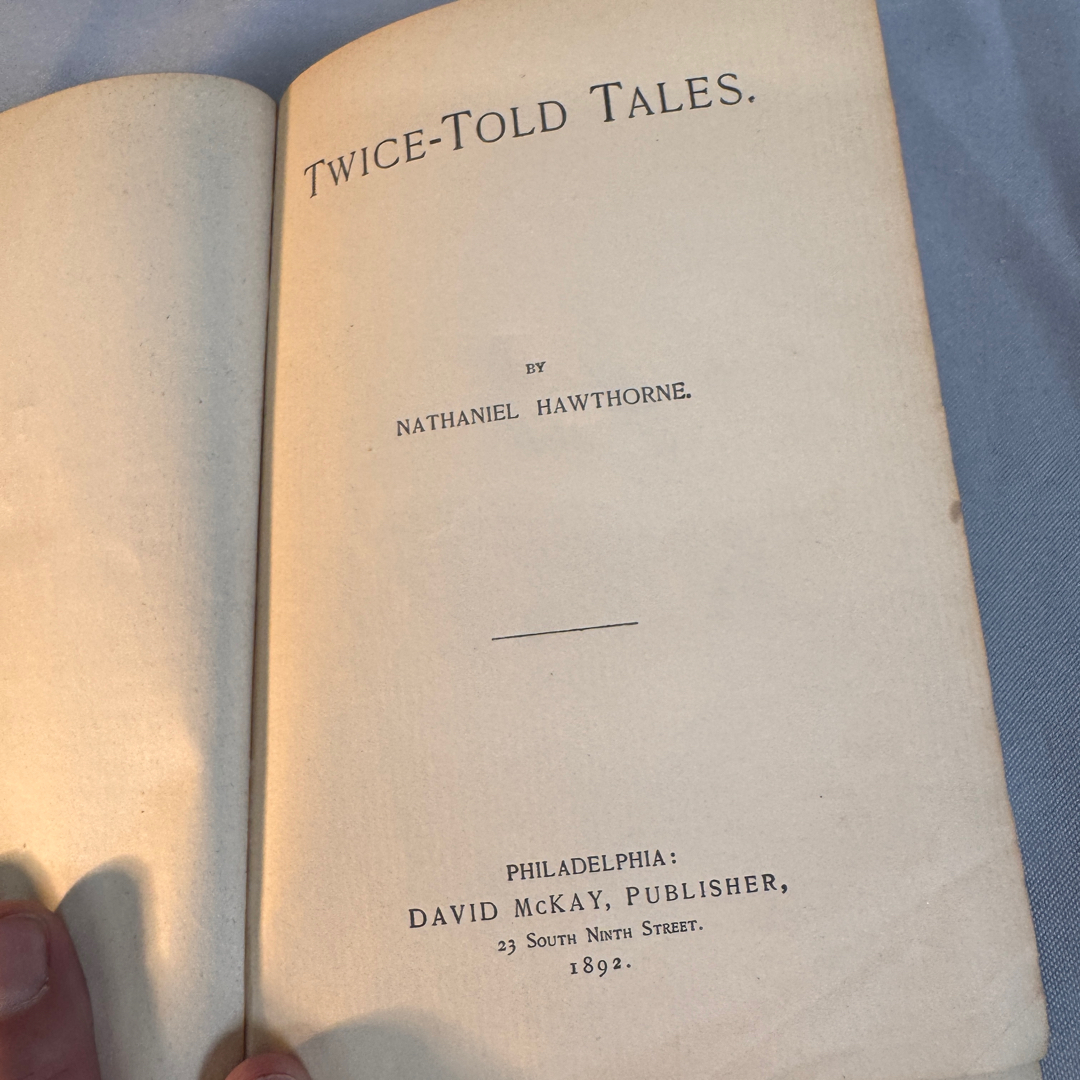 TWICE-TOLD TALES.
BY
NATHANIEL HAWTHORNE.
PHILADELPHIA:
DAVID McKAY, PUBLISHER,
23 SOUTH NINTH STREET.
1892.